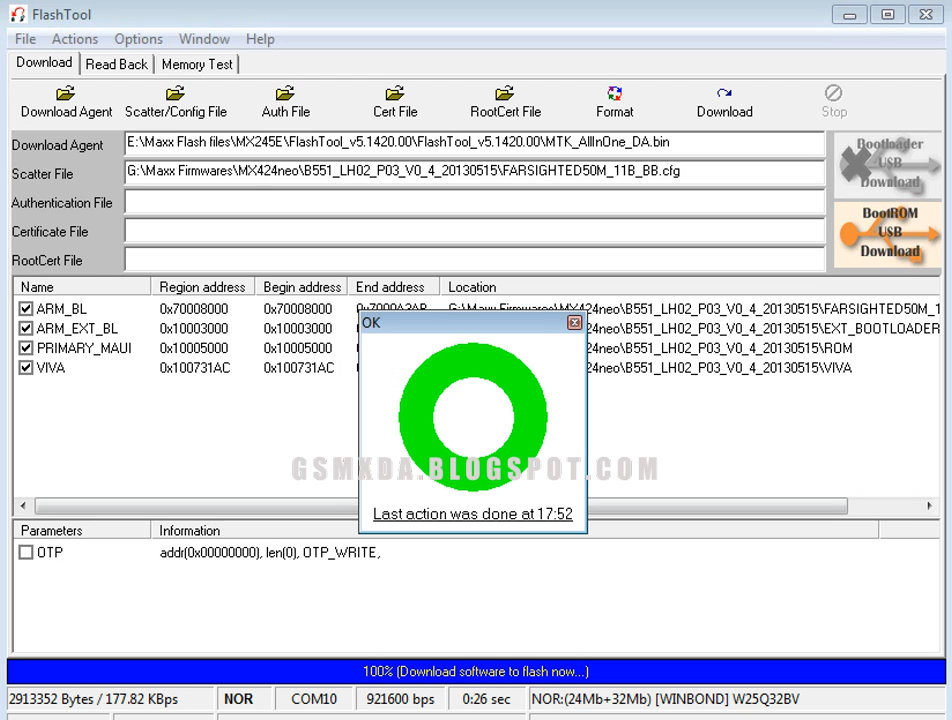 FlashTool
File Actions Options Window Help
Download Read Back Memory Test
Download Agent Scatter/Config File Auth File Cert File RootCert File Format Download Stop
Download Agent E:\Maxx Flash files\MX245E\FlashTool_v5.1420.00\FlashTool_v5.1420.00\MTK_AllInOne_DA.bin
Scatter File G:\Maxx Firmwares\MX424neo\B551_LH02_P03_V0_4_20130515\FARSIGHTED50M_11B_BB.cfg
Authentication File
Certificate File
RootCert File
Bootloader
USB
Download
BootROM
USB
Download
Name Region address Begin address End address Location
ARM_BL 0x70008000 0x70008000 G:\Maxx Firmwares\MX424neo\B551_LH02_P03_V0_4_20130515\FARSIGHTED50M_1
ARM_EXT_BL 0x10003000 0x10003000 24neo\B551_LH02_P03_V0_4_20130515\EXT_BOOTLOADER
PRIMARY_MAUI 0x10005000 0x10005000 24neo\B551_LH02_P03_V0_4_20130515\ROM
VIVA 0x100731AC 0x100731AC 24neo\B551_LH02_P03_V0_4_20130515\VIVA
OK
GSMXDA.BLOGSPOT.COM
Last action was done at 17:52
Parameters Information
OTP addr(0x00000000), len(0), OTP_WRITE,
100% (Download software to flash now...)
2913352 Bytes / 177.82 KBps NOR COM10 921600 bps 0:26 sec NOR:(24Mb+32Mb) [WINBOND] W25Q32BV